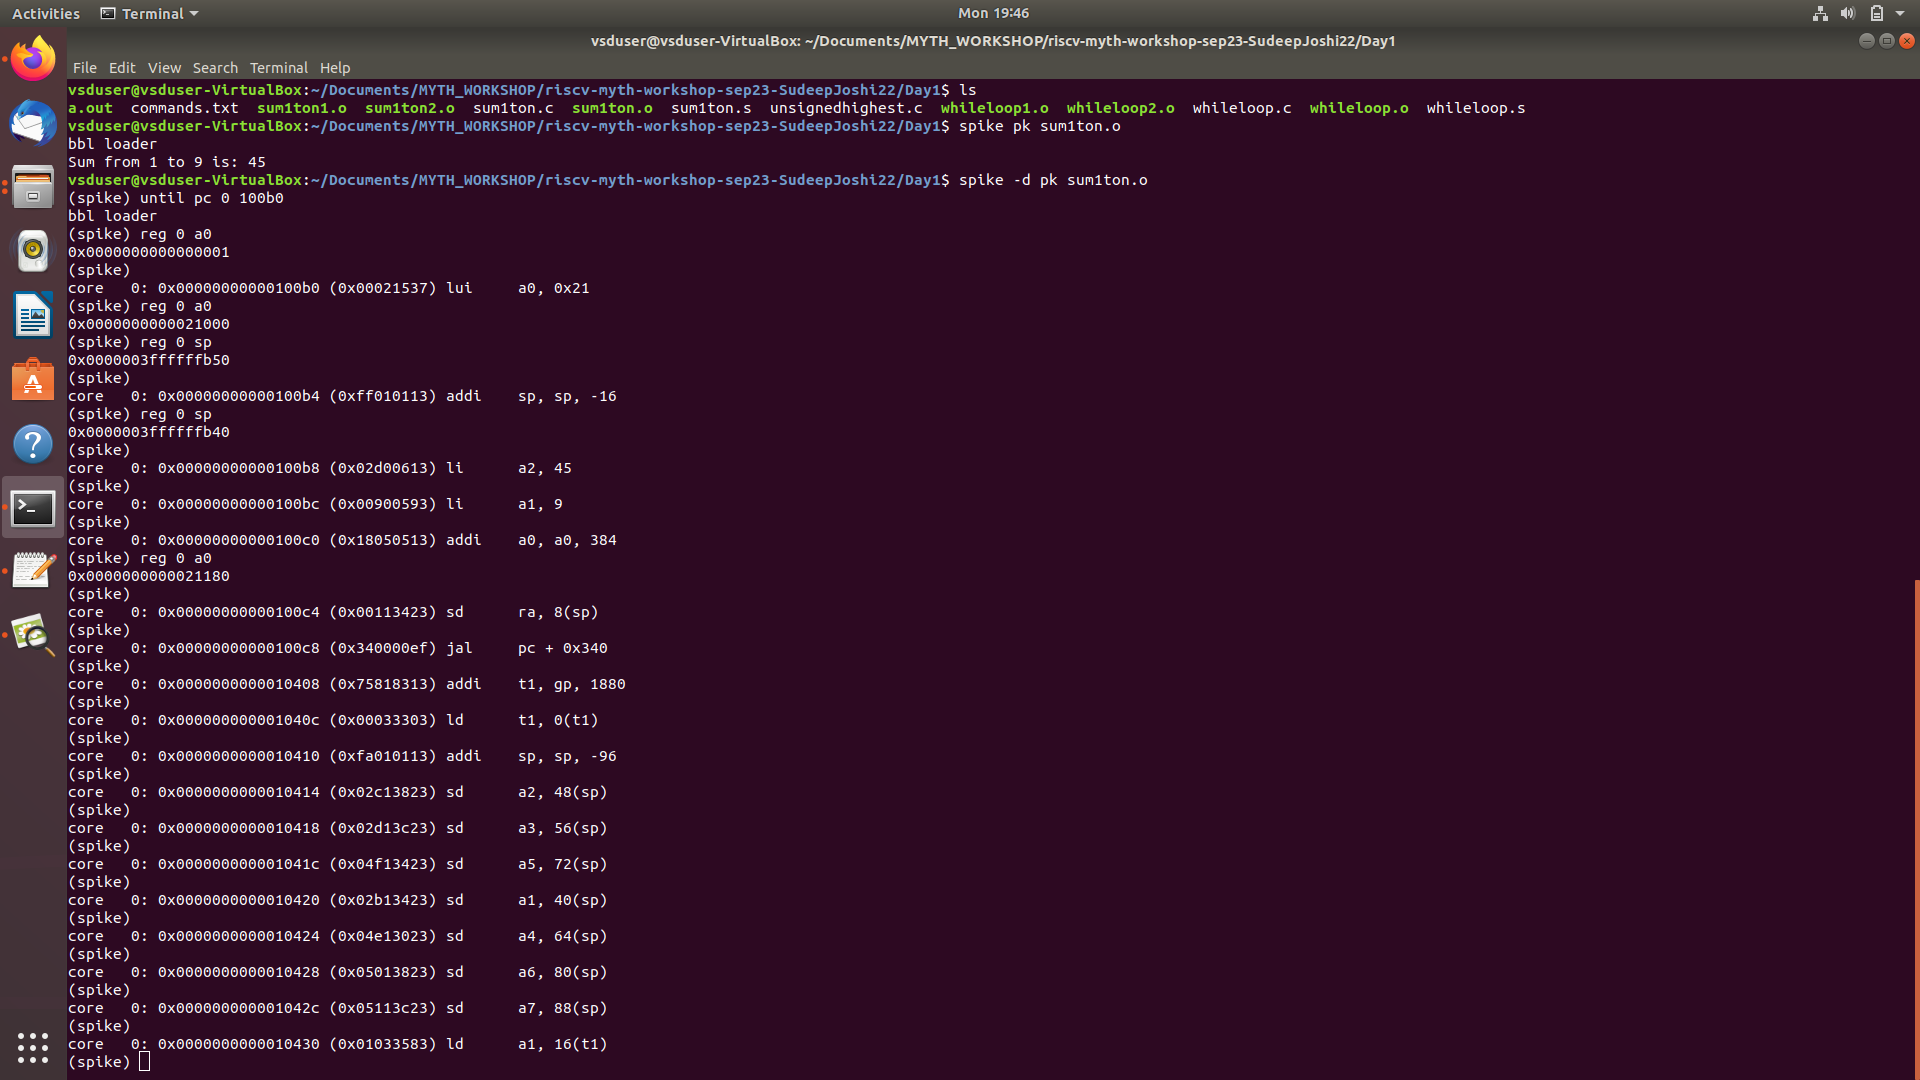 Activities Terminal Mon 19:46
vsduser@vsduser-VirtualBox: ~/Documents/MYTH_WORKSHOP/riscv-myth-workshop-sep23-SudeepJoshi22/Day1
File Edit View Search Terminal Help
vsduser@vsduser-VirtualBox:~/Documents/MYTH_WORKSHOP/riscv-myth-workshop-sep23-SudeepJoshi22/Day1$ ls
a.out commands.txt sum1ton1.o sum1ton2.o sum1ton.c sum1ton.o sum1ton.s unsignedhighest.c whileloop1.o whileloop2.o whileloop.c whileloop.o whileloop.s
vsduser@vsduser-VirtualBox:~/Documents/MYTH_WORKSHOP/riscv-myth-workshop-sep23-SudeepJoshi22/Day1$ spike pk sum1ton.o
bbl loader
Sum from 1 to 9 is: 45
vsduser@vsduser-VirtualBox:~/Documents/MYTH_WORKSHOP/riscv-myth-workshop-sep23-SudeepJoshi22/Day1$ spike -d pk sum1ton.o
(spike) until pc 0 100b0
bbl loader
(spike) reg 0 a0
0x0000000000000001
(spike)
core   0: 0x00000000000100b0 (0x00021537) lui     a0, 0x21
(spike) reg 0 a0
0x0000000000021000
(spike) reg 0 sp
0x0000003ffffffb50
(spike)
core   0: 0x00000000000100b4 (0xff010113) addi    sp, sp, -16
(spike) reg 0 sp
0x0000003ffffffb40
(spike)
core   0: 0x00000000000100b8 (0x02d00613) li      a2, 45
(spike)
core   0: 0x00000000000100bc (0x00900593) li      a1, 9
(spike)
core   0: 0x00000000000100c0 (0x18050513) addi    a0, a0, 384
(spike) reg 0 a0
0x0000000000021180
(spike)
core   0: 0x00000000000100c4 (0x00113423) sd      ra, 8(sp)
(spike)
core   0: 0x00000000000100c8 (0x340000ef) jal     pc + 0x340
(spike)
core   0: 0x0000000000010408 (0x75818313) addi    t1, gp, 1880
(spike)
core   0: 0x000000000001040c (0x00033303) ld      t1, 0(t1)
(spike)
core   0: 0x0000000000010410 (0xfa010113) addi    sp, sp, -96
(spike)
core   0: 0x0000000000010414 (0x02c13823) sd      a2, 48(sp)
(spike)
core   0: 0x0000000000010418 (0x02d13c23) sd      a3, 56(sp)
(spike)
core   0: 0x000000000001041c (0x04f13423) sd      a5, 72(sp)
(spike)
core   0: 0x0000000000010420 (0x02b13423) sd      a1, 40(sp)
(spike)
core   0: 0x0000000000010424 (0x04e13023) sd      a4, 64(sp)
(spike)
core   0: 0x0000000000010428 (0x05013823) sd      a6, 80(sp)
(spike)
core   0: 0x000000000001042c (0x05113c23) sd      a7, 88(sp)
(spike)
core   0: 0x0000000000010430 (0x01033583) ld      a1, 16(t1)
(spike)